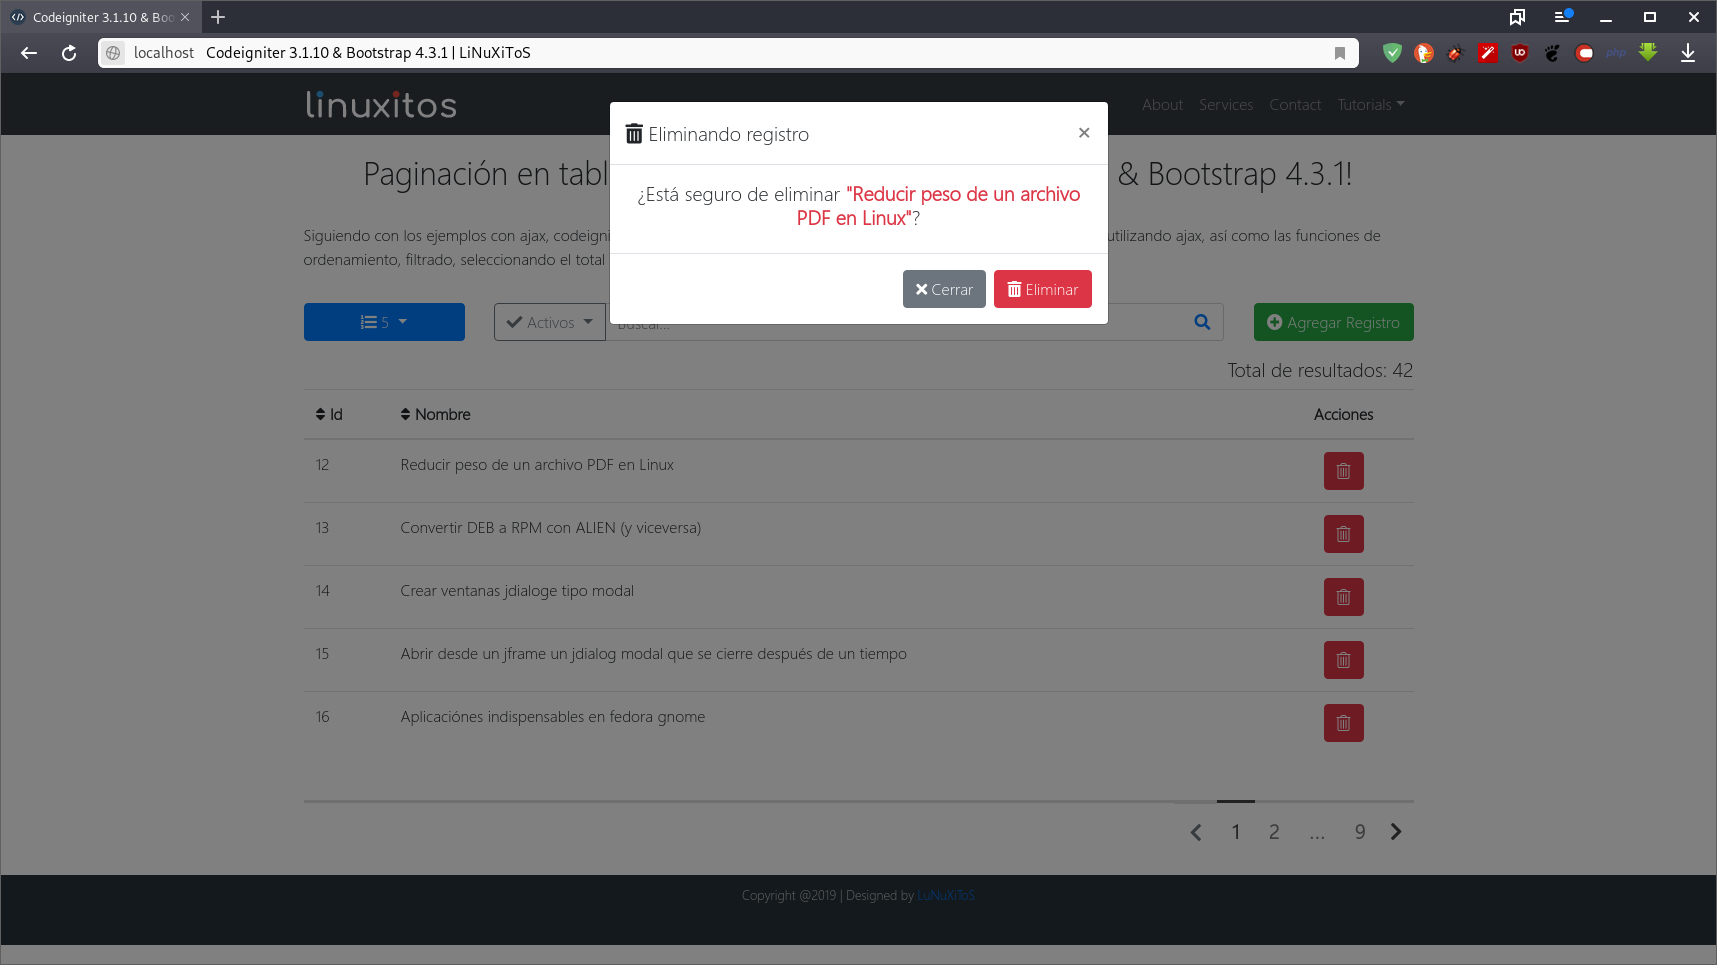 Codeigniter 3.1.10 & Boo
localhost Codeigniter 3.1.10 & Bootstrap 4.3.1 | LiNuXiToS
php
linuxitos
About Services Contact Tutorials
Eliminando registro
×
Paginación en tabl
& Bootstrap 4.3.1!
¿Está seguro de eliminar "Reducir peso de un archivo
PDF en Linux"?
Siguiendo con los ejemplos con ajax, codeigni
utilizando ajax, así como las funciones de
ordenamiento, filtrado, seleccionando el total
Cerrar Eliminar
5 Activos Buscar... Agregar Registro
Total de resultados: 42
Id Nombre Acciones
12 Reducir peso de un archivo PDF en Linux
13 Convertir DEB a RPM con ALIEN (y viceversa)
14 Crear ventanas jdialoge tipo modal
15 Abrir desde un jframe un jdialog modal que se cierre después de un tiempo
16 Aplicaciónes indispensables en fedora gnome
1 2 ... 9
Copyright @2019 | Designed by LuNuXiToS